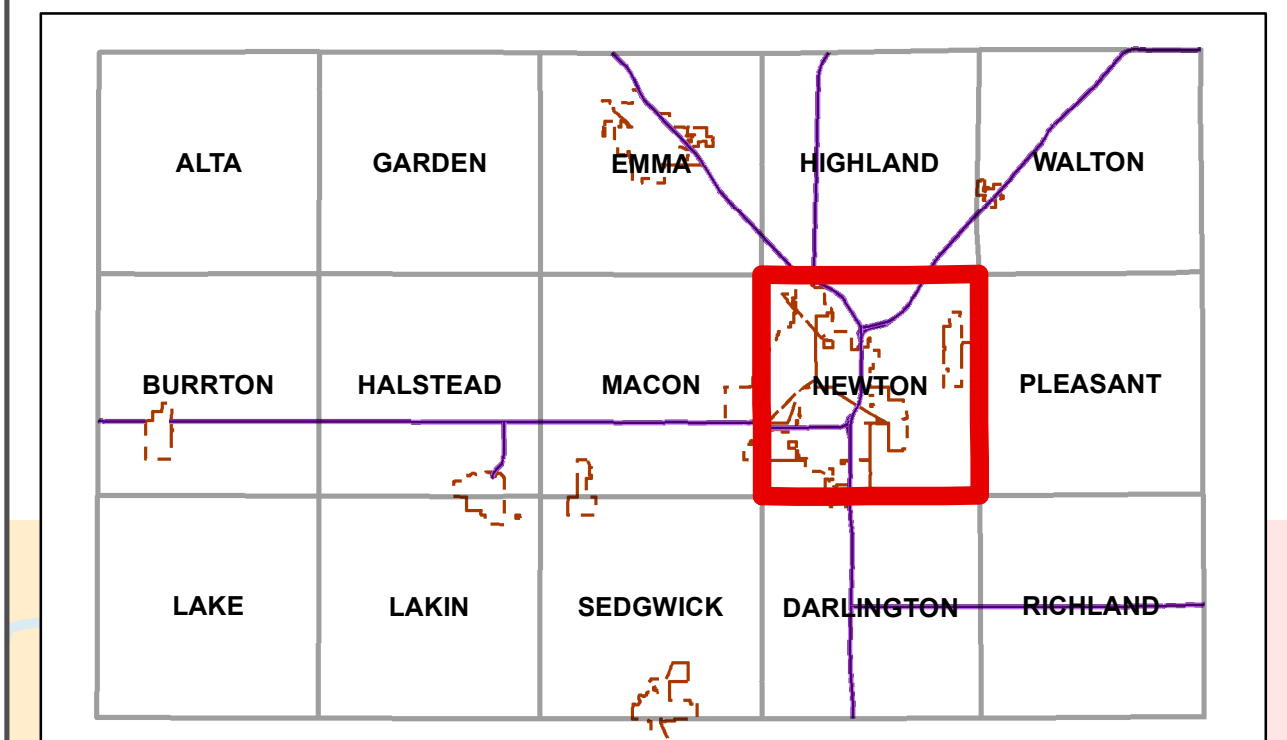 ALTA
GARDEN
EMMA
HIGHLAND
WALTON
BURRTON
HALSTEAD
MACON
NEWTON
PLEASANT
LAKE
LAKIN
SEDGWICK
DARLINGTON
RICHLAND